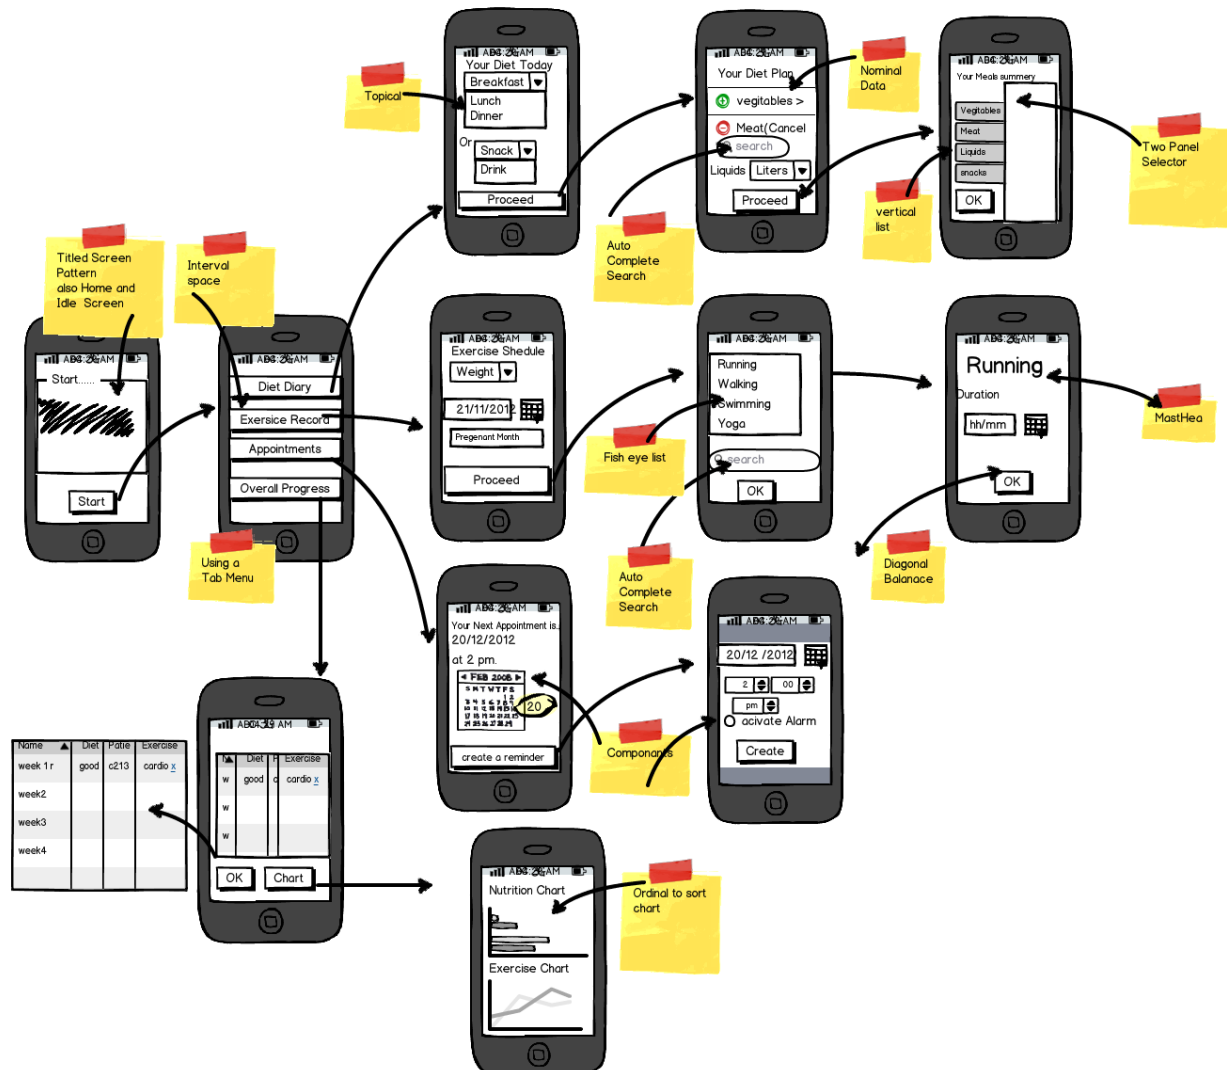 Your Diet Today
Breakfast
Lunch
Dinner
Or
Snack
Drink
Proceed
Topical
Your Diet Plan
vegitables >
Meat(Cancel
search
Liquids
Liters
Proceed
Nominal
Data
Your Meals summery
Vegitables
Meat
Liquids
snacks
OK
Two Panel
Selector
vertical
list
Auto
Complete
Search
Titled Screen
Pattern
also Home and
Idle Screen
Interval
space
Start......
Start
Diet Diary
Exersice Record
Appointments
Overall Progress
Using a
Tab Menu
Exercise Shedule
Weight
21/11/2012
Pregenant Month
Proceed
Running
Walking
Swimming
Yoga
search
OK
Fish eye list
Auto
Complete
Search
Running
Duration
hh/mm
OK
MastHea
Diagonal
Balanace
Your Next Appointment is..
20/12/2012
at 2 pm.
FEB 2008
S M T W T F S
20
create a reminder
Componants
20/12 /2012
2
00
pm
acivate Alarm
Create
Name Diet Patie Exercise
week 1 r good c213 cardio x
week2
week3
week4
Diet Exercise
w good c cardio x
w
w
OK
Chart
Nutrition Chart
Exercise Chart
Ordinal to sort
chart